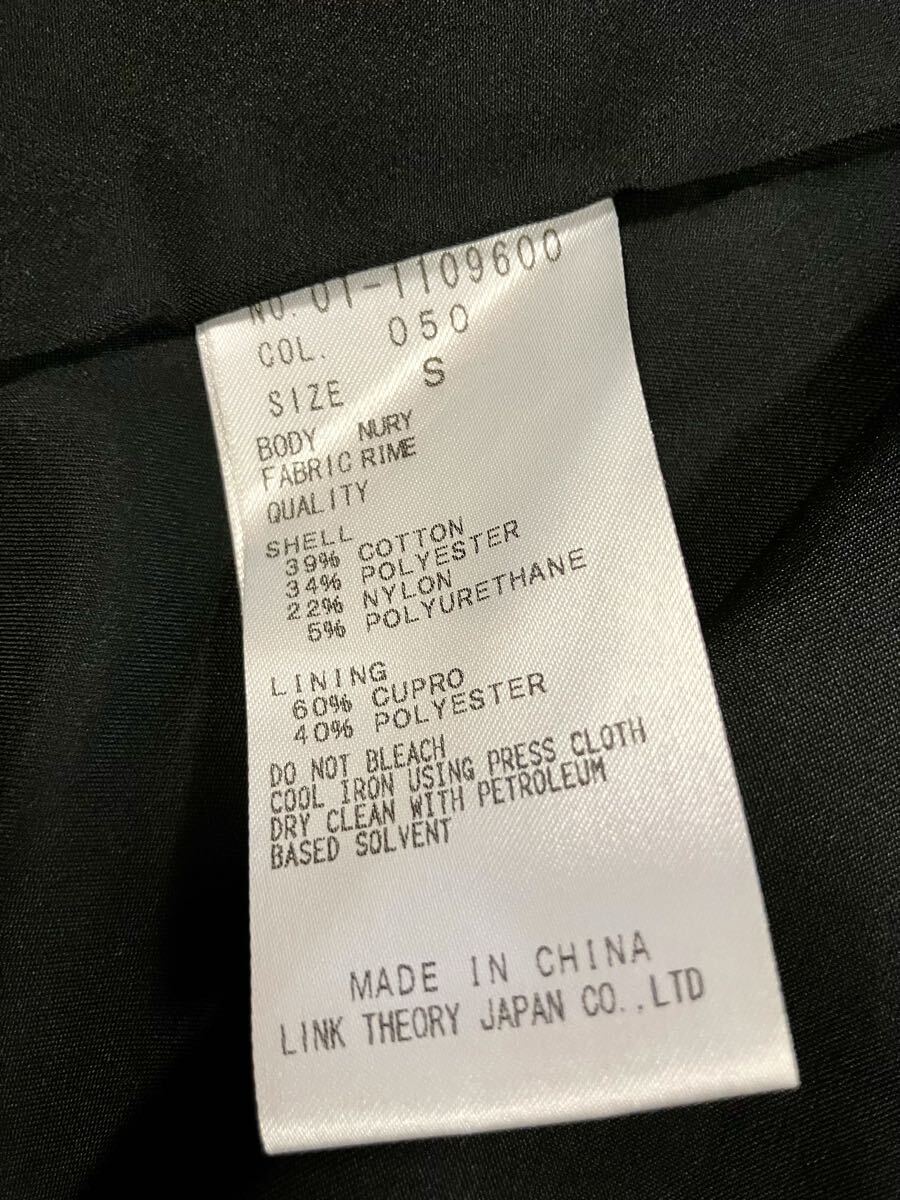 NO. 01-1109600
COL. 050
SIZE S
BODY NURY
FABRIC RIME
QUALITY
SHELL
39% COTTON
34% POLYESTER
22% NYLON
5% POLYURETHANE
LINING
60% CUPRO
40% POLYESTER
DO NOT BLEACH
COOL IRON USING PRESS CLOTH
DRY CLEAN WITH PETROLEUM
BASED SOLVENT
MADE IN CHINA
LINK THEORY JAPAN CO.,LTD